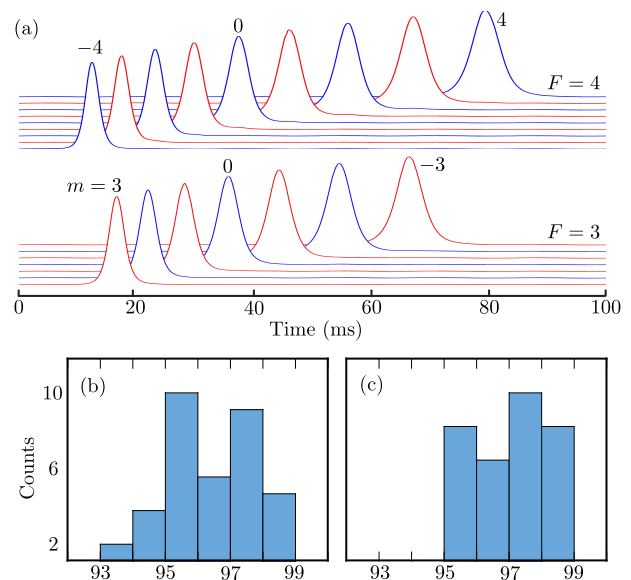 (a)
−4
0
4
F = 4
m = 3
0
−3
F = 3
0 20 40 60 80 100
Time (ms)
(b)
(c)
Counts
10
6
2
93 95 97 99
93 95 97 99